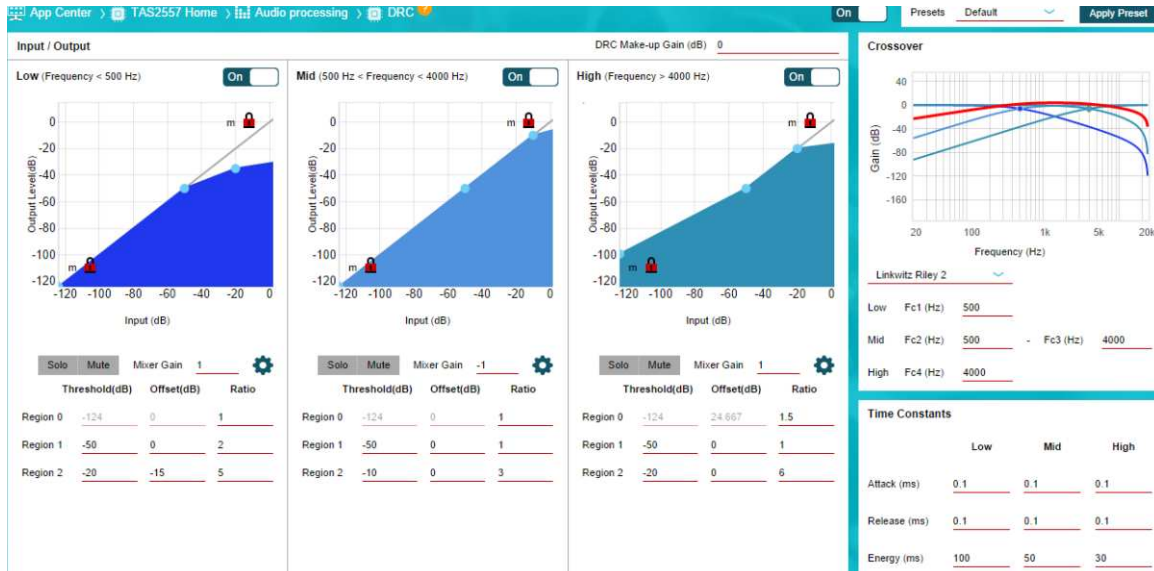 App Center > TAS2557 Home > Audio processing > DRC ?
On
Presets Default Apply Preset
Input / Output
DRC Make-up Gain (dB) 0
Low (Frequency < 500 Hz) On
Output Level(dB)
0
-20
-40
-60
-80
-100
-120
m
m
-120 -100 -80 -60 -40 -20 0
Input (dB)
Solo Mute Mixer Gain 1
Threshold(dB) Offset(dB) Ratio
Region 0 -124 0 1
Region 1 -50 0 2
Region 2 -20 -15 5
Mid (500 Hz < Frequency < 4000 Hz) On
Output Level(dB)
0
-20
-40
-60
-80
-100
-120
m
m
-120 -100 -80 -60 -40 -20 0
Input (dB)
Solo Mute Mixer Gain -1
Threshold(dB) Offset(dB) Ratio
Region 0 -124 0 1
Region 1 -50 0 1
Region 2 -10 0 3
High (Frequency > 4000 Hz) On
Output Level(dB)
0
-20
-40
-60
-80
-100
-120
m
m
-120 -100 -80 -60 -40 -20 0
Input (dB)
Solo Mute Mixer Gain 1
Threshold(dB) Offset(dB) Ratio
Region 0 -124 24.667 1.5
Region 1 -50 0 1
Region 2 -20 0 6
Crossover
Gain (dB)
40
0
-40
-80
-120
-160
20 100 1k 5k 20k
Frequency (Hz)
Linkwitz Riley 2
Low Fc1 (Hz) 500
Mid Fc2 (Hz) 500 - Fc3 (Hz) 4000
High Fc4 (Hz) 4000
Time Constants
Low Mid High
Attack (ms) 0.1 0.1 0.1
Release (ms) 0.1 0.1 0.1
Energy (ms) 100 50 30